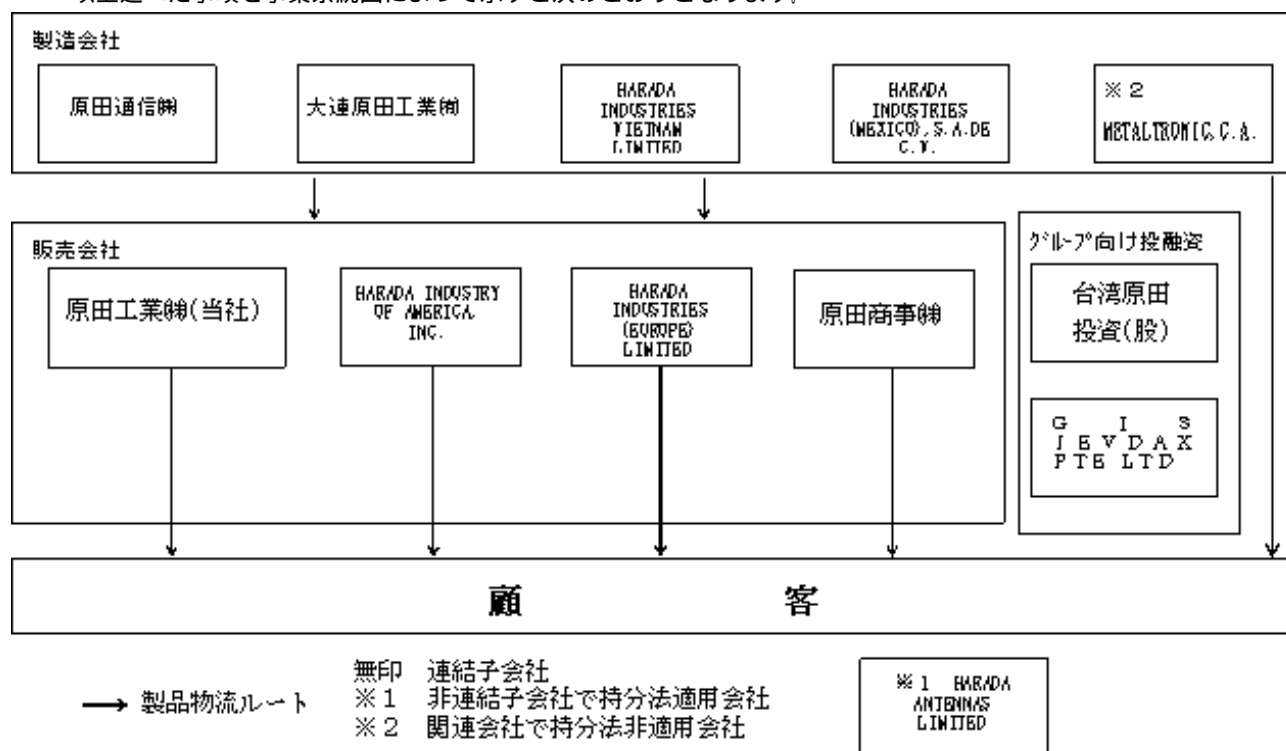 製造会社
原田通信㈱
大連原田工業㈲
HARADA
INDUSTRIES
VIETNAM
LIMITED
HARADA
INDUSTRIES
(MEXICO), S.A.DE
C.V.
※2
METALTRONIC,C.A.
販売会社
原田工業㈱(当社)
HARADA INDUSTRY
OF AMERICA,
INC.
HARADA
INDUSTRIES
(EUROPE)
LIMITED
原田商事㈱
ｸﾞﾙｰﾌﾟ向け投融資
台湾原田
投資(股)
G I S
J E V D A X
PTE LTD
顧 客
→ 製品物流ルート
無印 連結子会社
※1 非連結子会社で持分法適用会社
※2 関連会社で持分法非適用会社
※1 HARADA
ANTENNAS
LIMITED